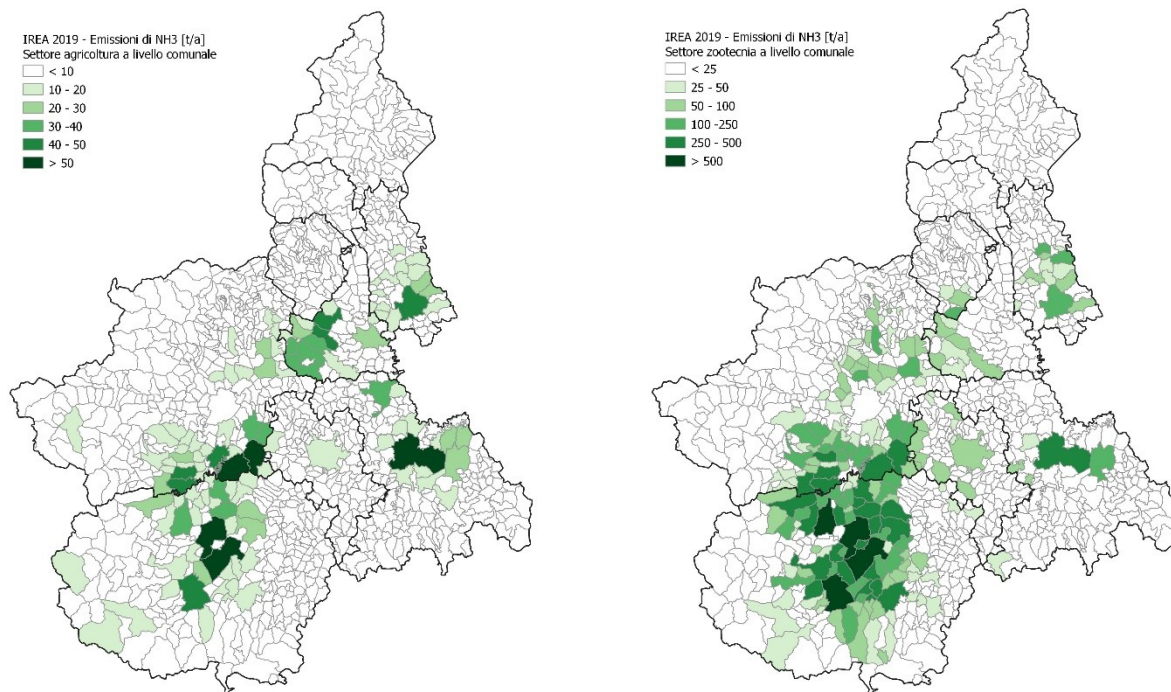 IREA 2019 - Emissioni di NH3 [t/a]
Settore agricoltura a livello comunale
< 10
10 - 20
20 - 30
30 -40
40 - 50
> 50
IREA 2019 - Emissioni di NH3 [t/a]
Settore zootecnia a livello comunale
< 25
25 - 50
50 - 100
100 -250
250 - 500
> 500